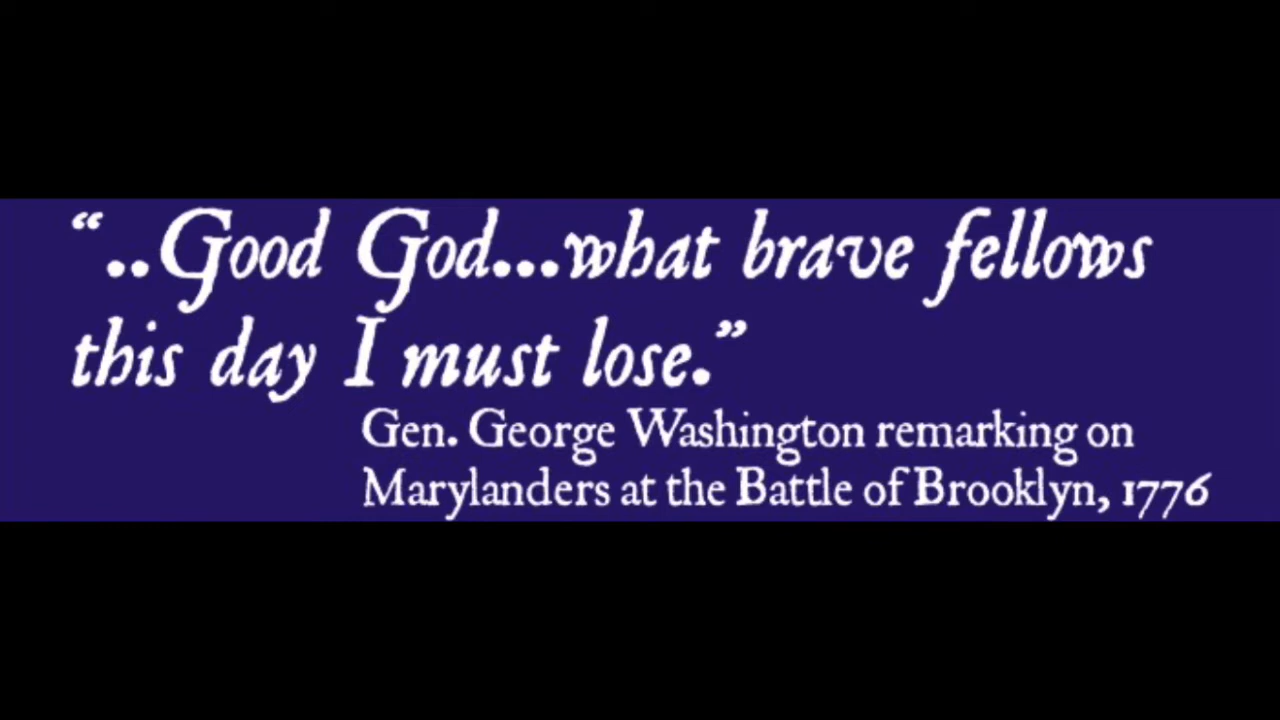 “..Good God...what brave fellows
this day I must lose.”
Gen. George Washington remarking on
Marylanders at the Battle of Brooklyn, 1776